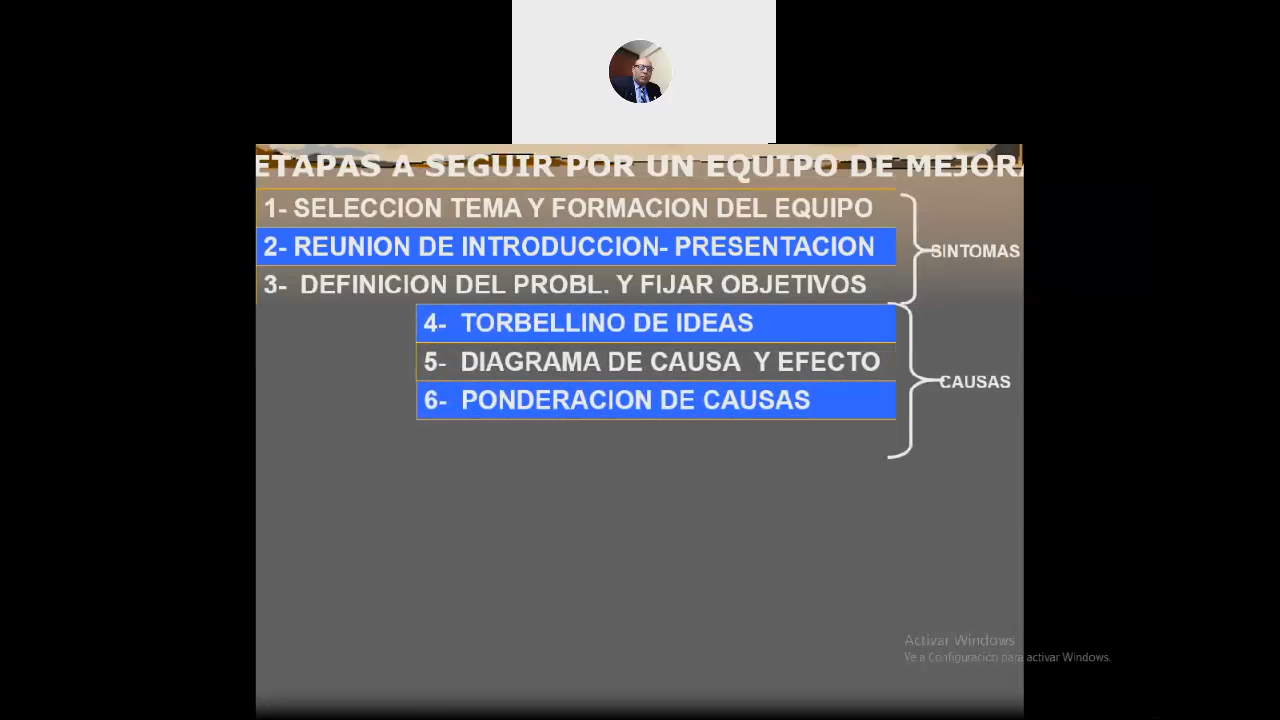 ETAPAS A SEGUIR POR UN EQUIPO DE MEJORA
1- SELECCION TEMA Y FORMACION DEL EQUIPO
2- REUNION DE INTRODUCCION- PRESENTACION
3- DEFINICION DEL PROBL. Y FIJAR OBJETIVOS
SINTOMAS
4- TORBELLINO DE IDEAS
5- DIAGRAMA DE CAUSA Y EFECTO
6- PONDERACION DE CAUSAS
CAUSAS
Activar Windows
Ve a Configuración para activar Windows.